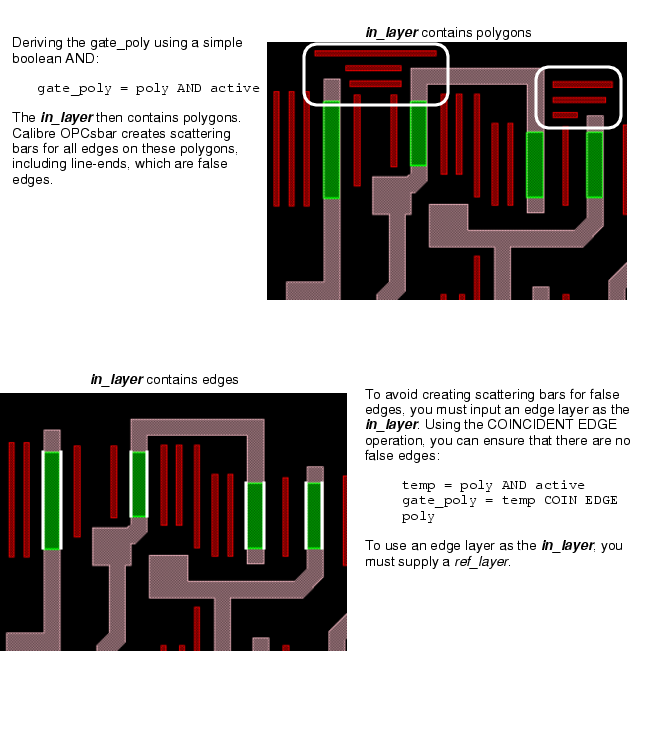 in_layer contains polygons
Deriving the gate_poly using a simple
boolean AND:
gate_poly = poly AND active
The in_layer then contains polygons.
Calibre OPCsbar creates scattering
bars for all edges on these polygons,
including line-ends, which are false
edges.
in_layer contains edges
To avoid creating scattering bars for false
edges, you must input an edge layer as the
in_layer. Using the COINCIDENT EDGE
operation, you can ensure that there are no
false edges:
temp = poly AND active
gate_poly = temp COIN EDGE
poly
To use an edge layer as the in_layer, you
must supply a ref_layer.